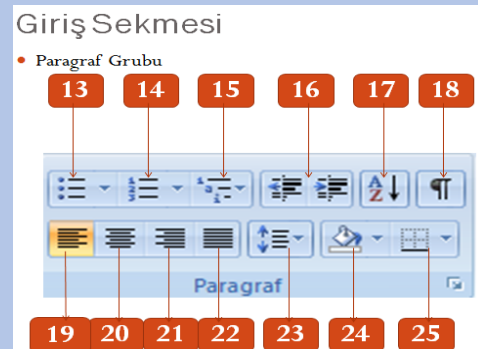 Giriş Sekmesi
• Paragraf Grubu
13 14 15 16 17 18
Paragraf
19 20 21 22 23 24 25